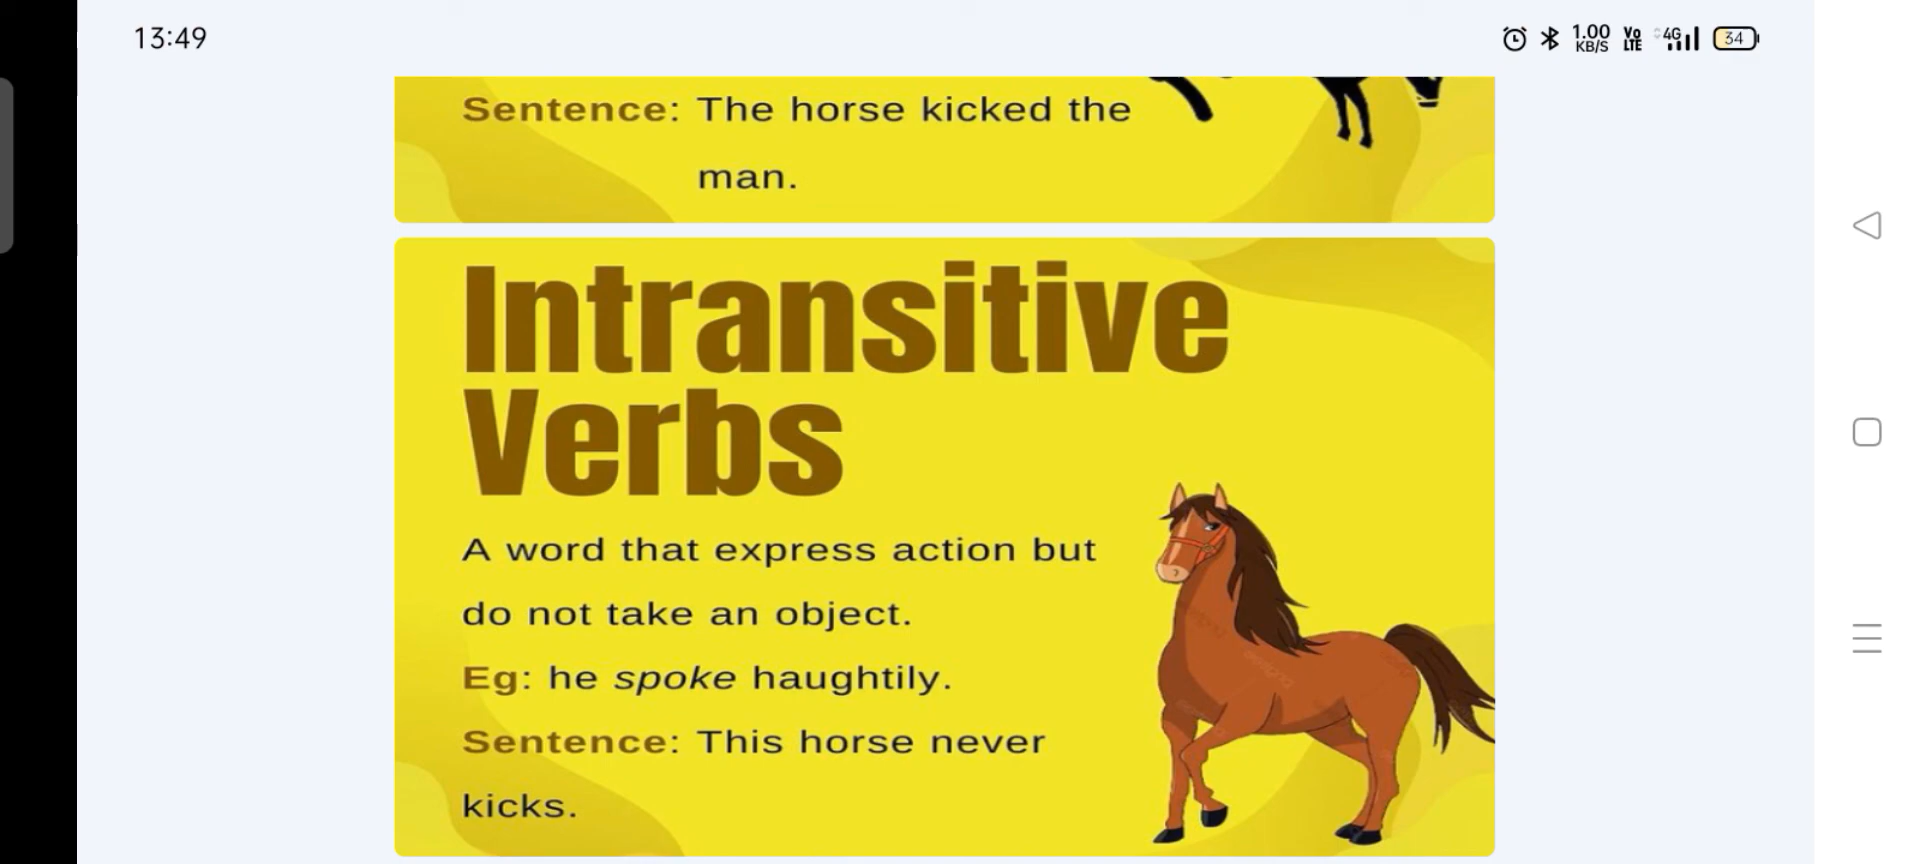 13:49
1.00 KB/S Vo LTE 4G 34
Sentence: The horse kicked the
man.
Intransitive
Verbs
A word that express action but
do not take an object.
Eg: he spoke haughtily.
Sentence: This horse never
kicks.